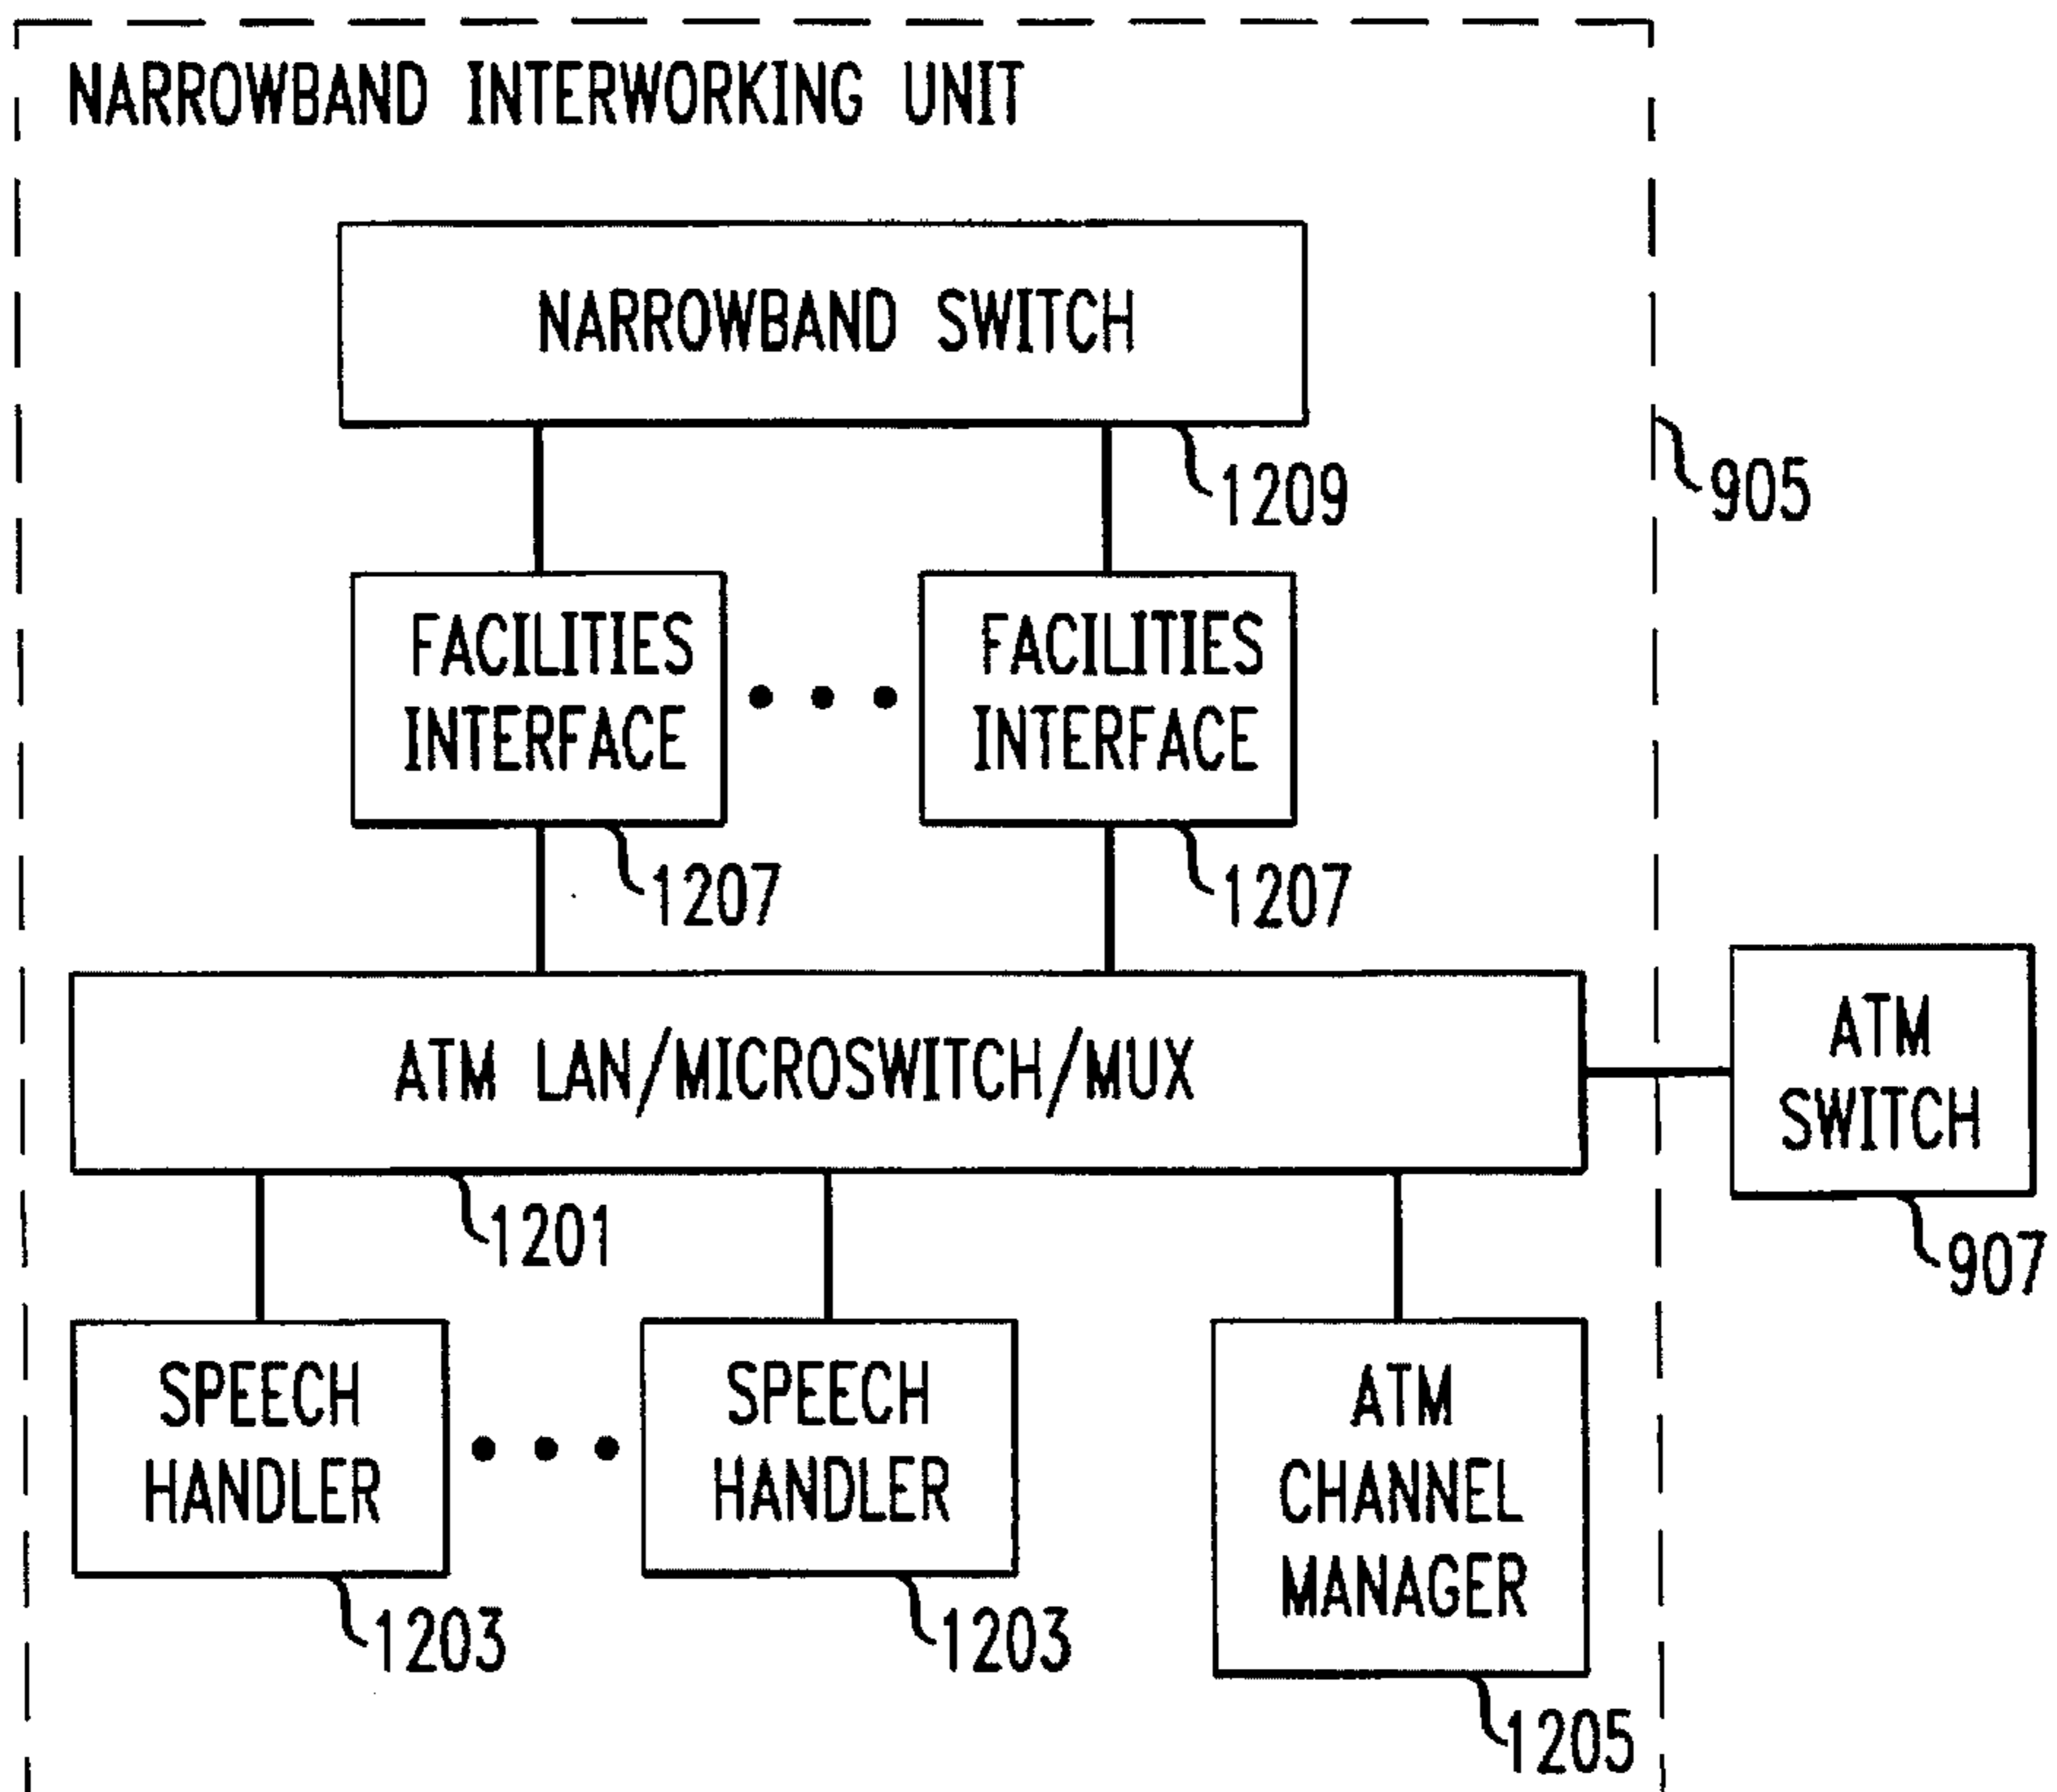 NARROWBAND INTERWORKING UNIT
NARROWBAND SWITCH
1209
905
FACILITIES
INTERFACE
FACILITIES
INTERFACE
1207
1207
ATM LAN/MICROSWITCH/MUX
ATM
SWITCH
1201
907
SPEECH
HANDLER
SPEECH
HANDLER
ATM
CHANNEL
MANAGER
1203
1203
1205